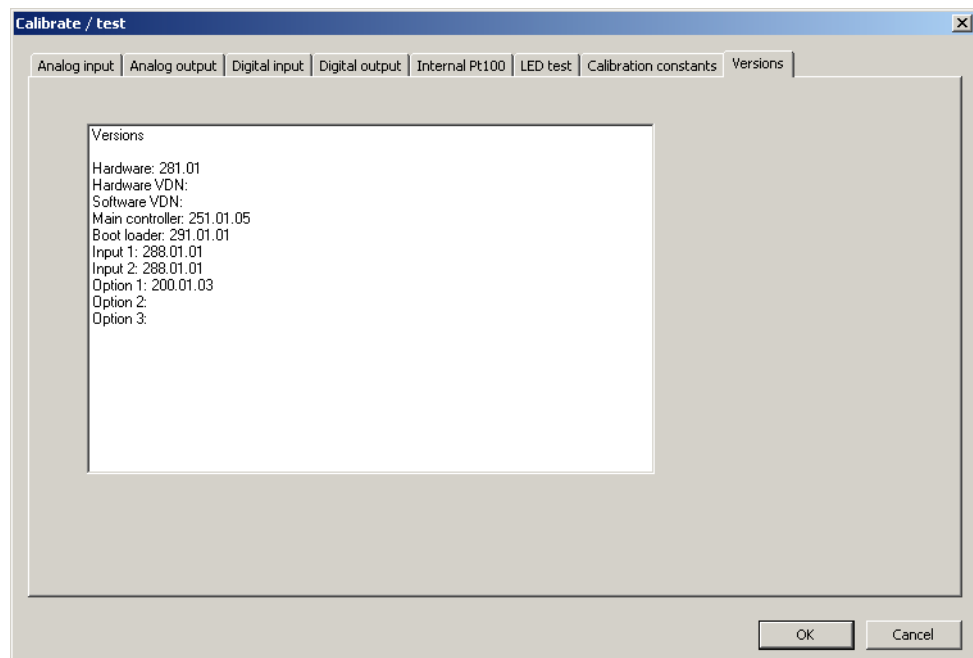 Calibrate / test
Analog input Analog output Digital input Digital output Internal Pt100 LED test Calibration constants Versions
Versions
Hardware: 281.01
Hardware VDN:
Software VDN:
Main controller: 251.01.05
Boot loader: 291.01.01
Input 1: 288.01.01
Input 2: 288.01.01
Option 1: 200.01.03
Option 2:
Option 3:
OK Cancel